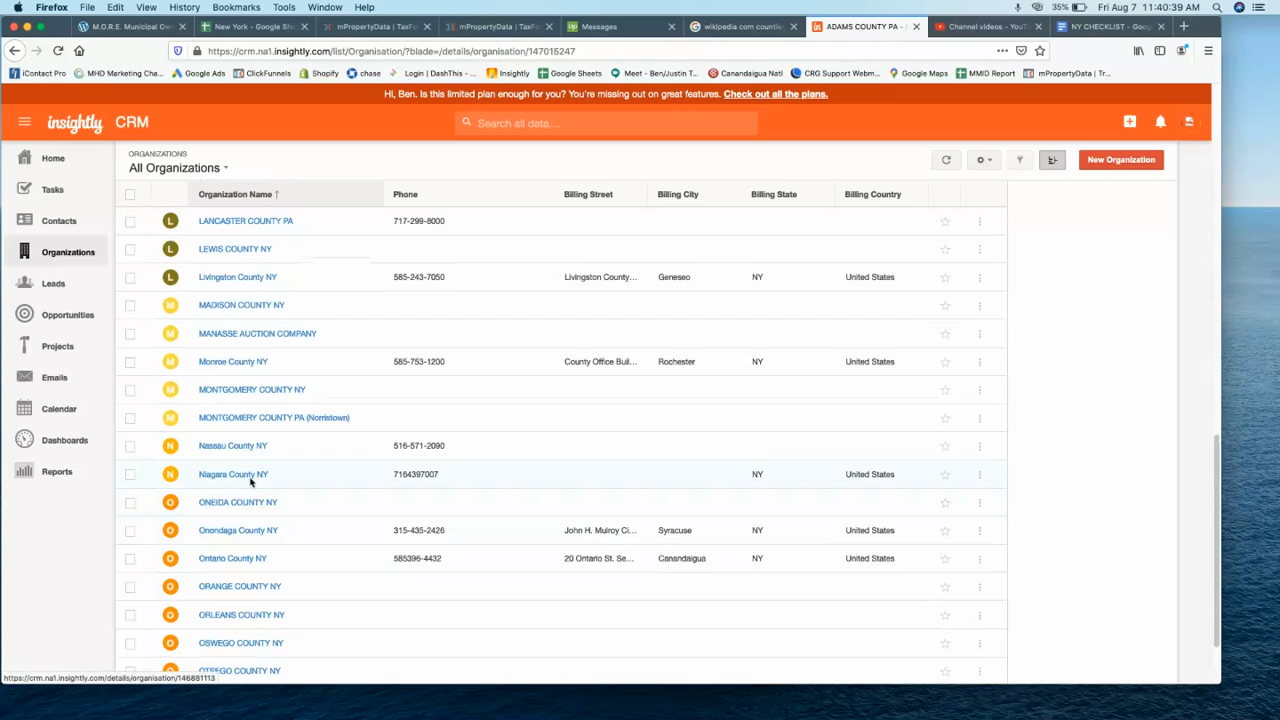 Firefox File Edit View History Bookmarks Tools Window Help 35% Fri Aug 7 11:40:39 AM
M.O.R.E. Municipal Own New York - Google She mPropertyData | TaxFor mPropertyData | TaxFo Messages wikipedia com counties ADAMS COUNTY PA - Channel videos - YouT NY CHECKLIST - Goog
https://crm.na1.insightly.com/list/Organisation/?blade=/details/organisation/147015247
iContact Pro MHD Marketing Cha... Google Ads ClickFunnels Shopify chase Login | DashThis - ... Insightly Google Sheets Meet - Ben/Justin T... Canandaigua Natl CRG Support Webm... Google Maps MMID Report mPropertyData | Tr...
Hi, Ben. Is this limited plan enough for you? You're missing out on great features. Check out all the plans.
insightly CRM Search all data....
Home
Tasks
Contacts
Organizations
Leads
Opportunities
Projects
Emails
Calendar
Dashboards
Reports
ORGANIZATIONS
All Organizations
New Organization
Organization Name ↑ Phone Billing Street Billing City Billing State Billing Country
L LANCASTER COUNTY PA 717-299-8000
L LEWIS COUNTY NY
L Livingston County NY 585-243-7050 Livingston County... Geneseo NY United States
M MADISON COUNTY NY
M MANASSE AUCTION COMPANY
M Monroe County NY 585-753-1200 County Office Buil... Rochester NY United States
M MONTGOMERY COUNTY NY
M MONTGOMERY COUNTY PA (Norristown)
N Nassau County NY 516-571-2090
N Niagara County NY 7164397007 NY United States
O ONEIDA COUNTY NY
O Onondaga County NY 315-435-2426 John H. Mulroy Ci... Syracuse NY United States
O Ontario County NY 585396-4432 20 Ontario St. Se... Canandaigua NY United States
O ORANGE COUNTY NY
O ORLEANS COUNTY NY
O OSWEGO COUNTY NY
O OTSEGO COUNTY NY
https://crm.na1.insightly.com/details/organisation/146881113